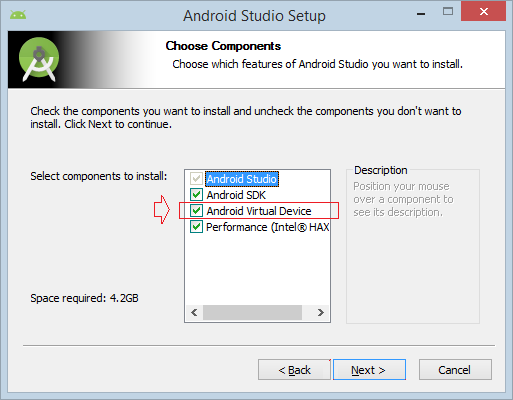 Android Studio Setup
Choose Components
Choose which features of Android Studio you want to install.
Check the components you want to install and uncheck the components you don't want to
install. Click Next to continue.
Select components to install:
Android Studio
Android SDK
Android Virtual Device
Performance (Intel® HAX
Description
Position your mouse
over a component to
see its description.
Space required: 4.2GB
< Back
Next >
Cancel